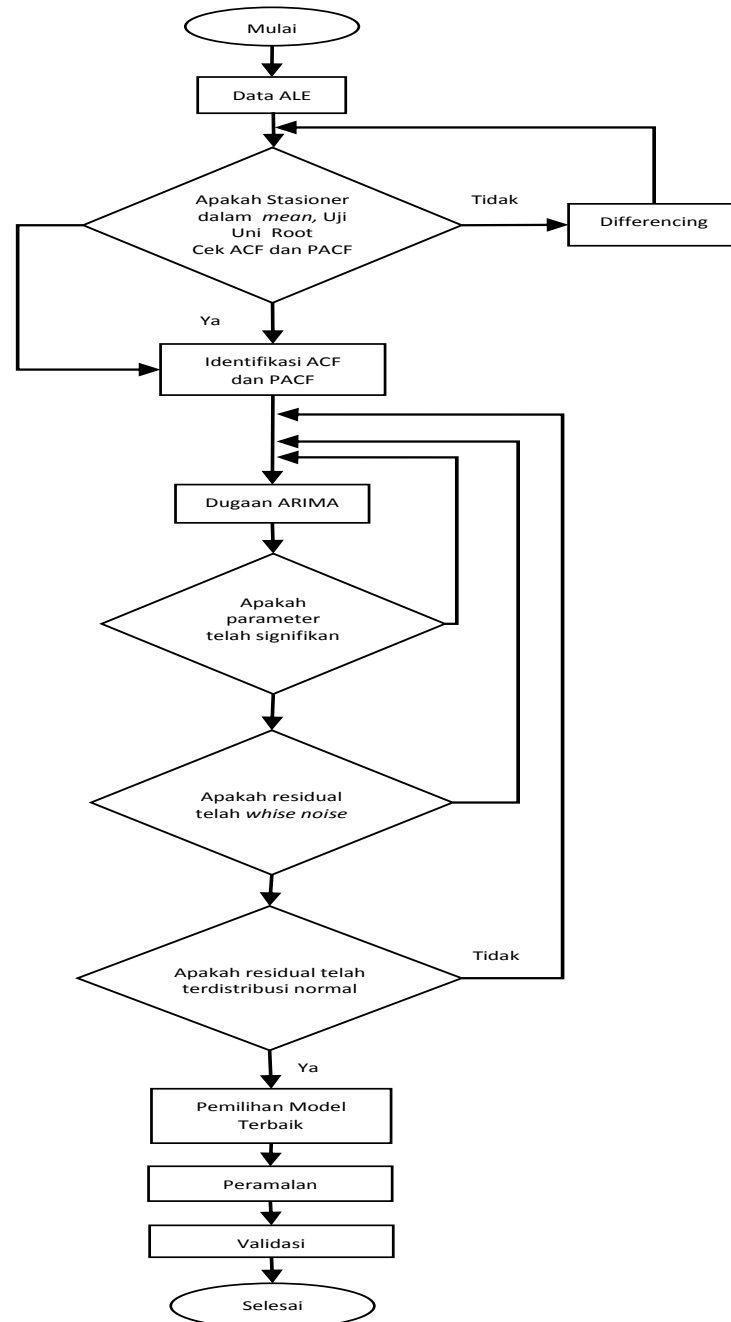 Mulai
Data ALE
Apakah Stasioner
dalam mean, Uji
Uni Root
Cek ACF dan PACF
Tidak
Differencing
Ya
Identifikasi ACF
dan PACF
Dugaan ARIMA
Apakah
parameter
telah signifikan
Apakah residual
telah whise noise
Apakah residual telah
terdistribusi normal
Tidak
Ya
Pemilihan Model
Terbaik
Peramalan
Validasi
Selesai